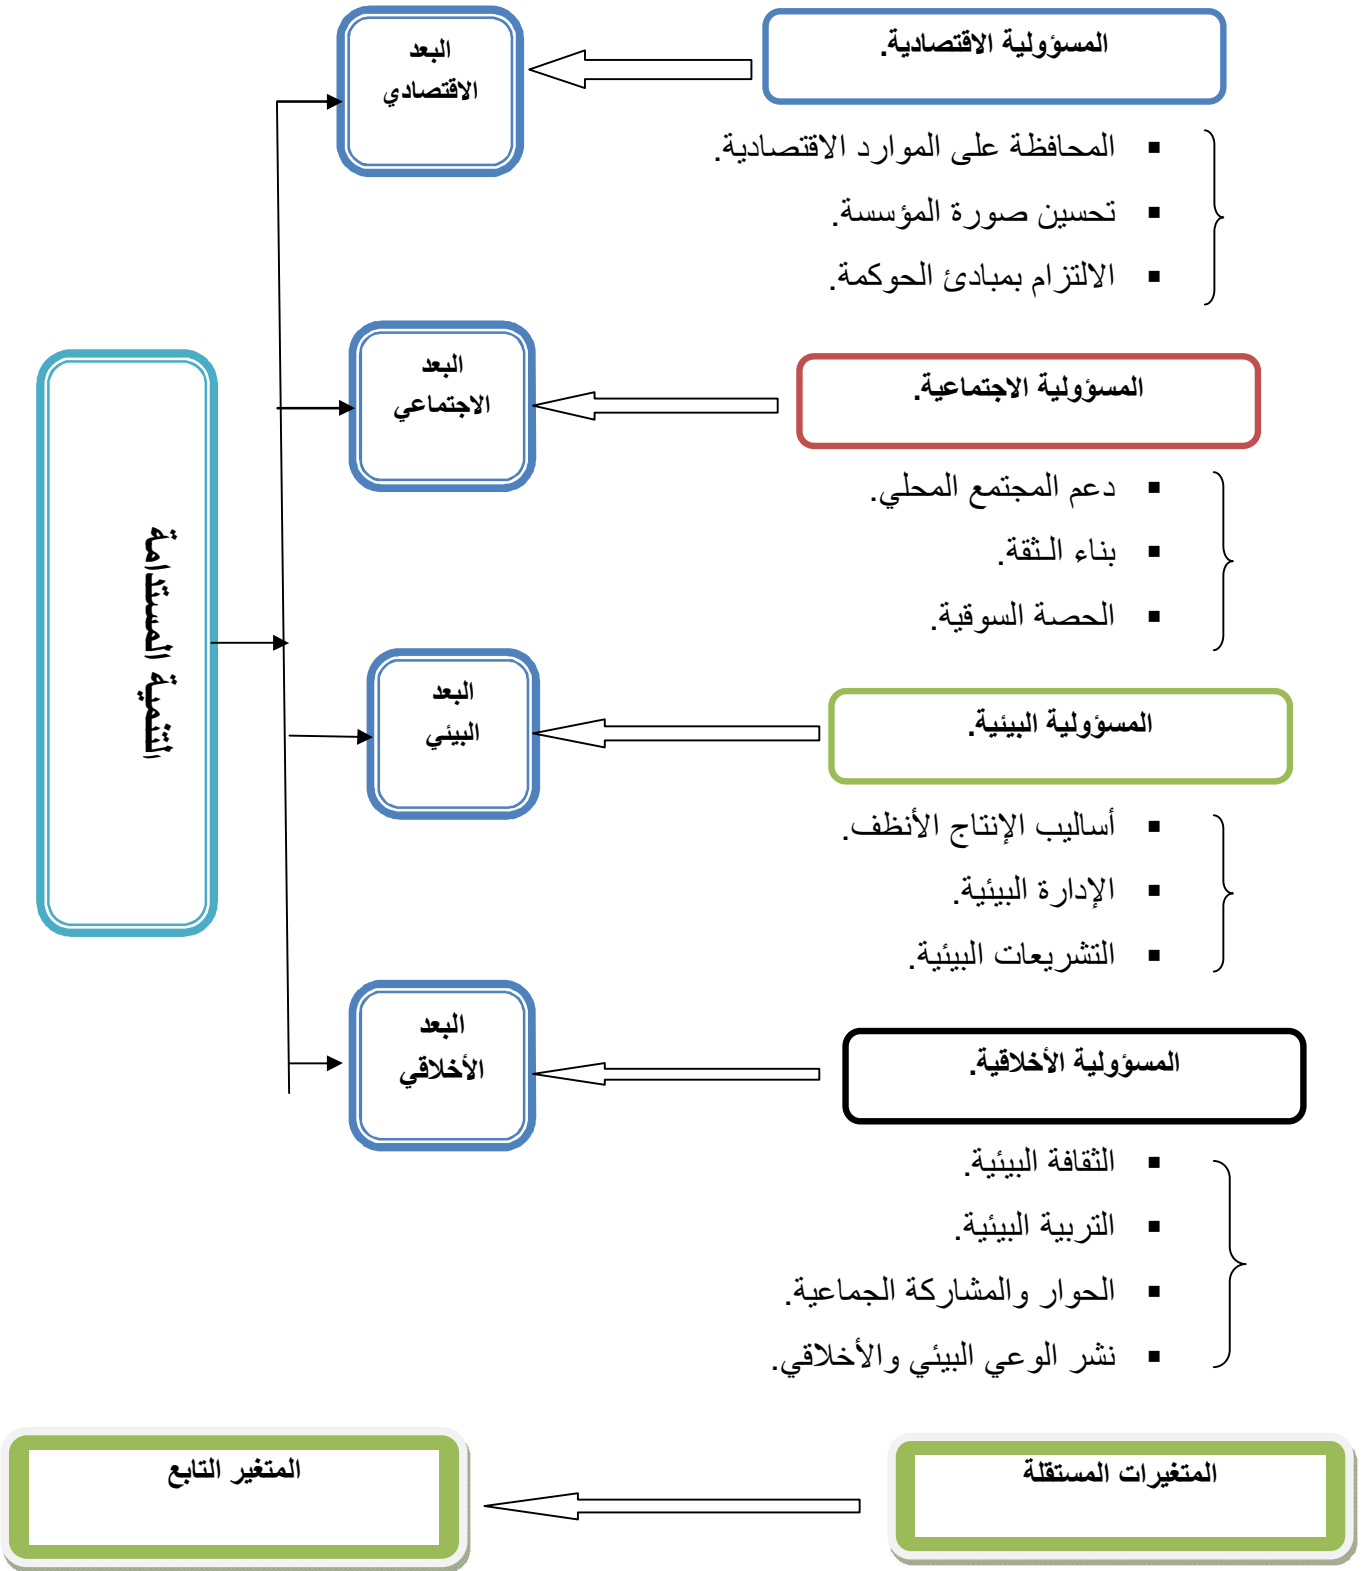 المسؤولية الاقتصادية.
البعد
الاقتصادي
المحافظة على الموارد الاقتصادية.
تحسين صورة المؤسسة.
الالتزام بمبادئ الحوكمة.
المسؤولية الاجتماعية.
البعد
الاجتماعي
دعم المجتمع المحلي.
بناء الـثقة.
الحصة السوقية.
التنمية المستدامة
المسؤولية البيئية.
البعد
البيئي
أساليب الإنتاج الأنظف.
الإدارة البيئية.
التشريعات البيئية.
المسؤولية الأخلاقية.
البعد
الأخلاقي
الثقافة البيئية.
التربية البيئية.
الحوار والمشاركة الجماعية.
نشر الوعي البيئي والأخلاقي.
المتغيرات المستقلة
المتغير التابع